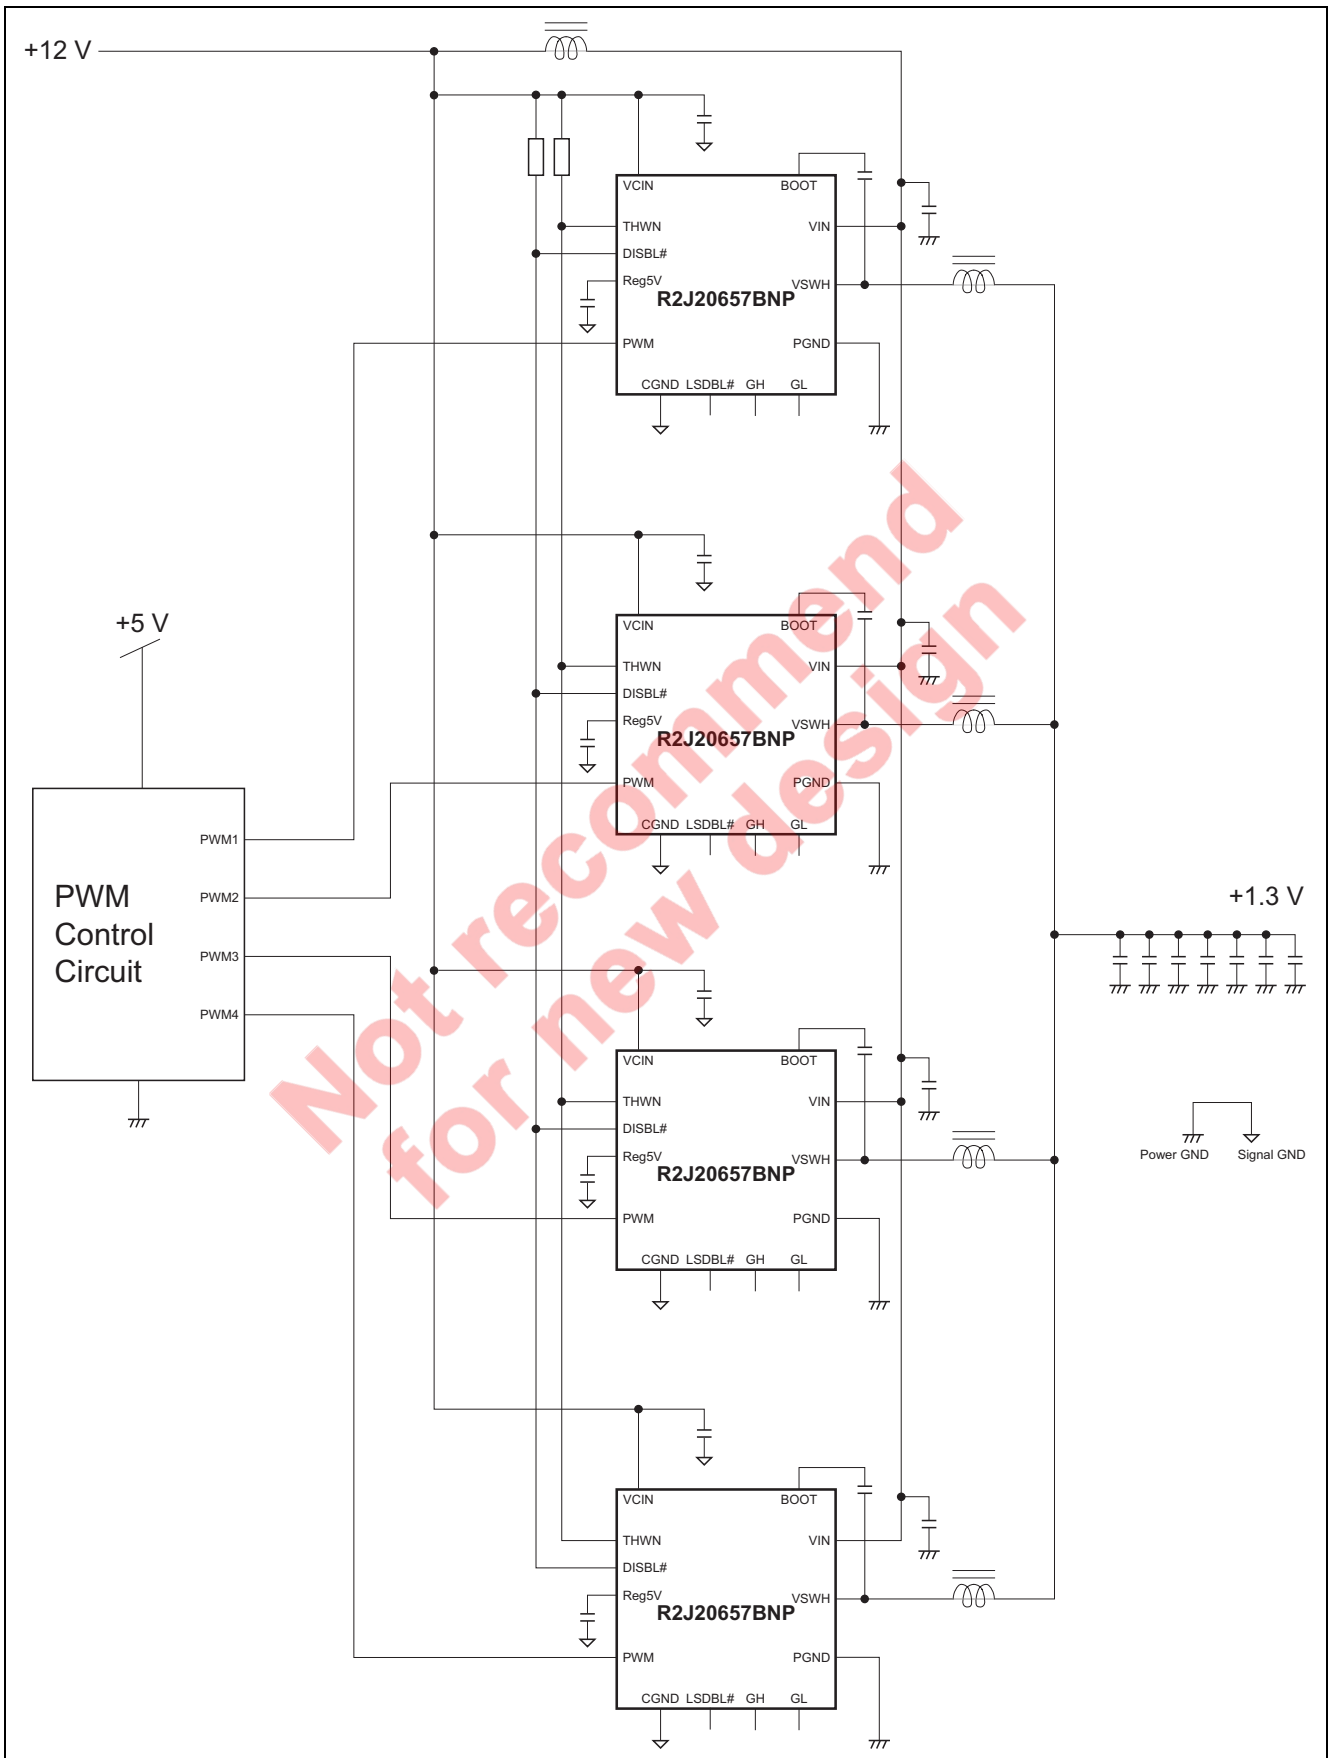 +12 V
VCIN
BOOT
THWN
VIN
DISBL#
Reg5V
VSWH
R2J20657BNP
PWM
PGND
CGND LSDBL# GH GL
+5 V
VCIN
BOOT
THWN
VIN
DISBL#
Reg5V
VSWH
R2J20657BNP
PWM
PGND
CGND LSDBL# GH GL
PWM1
PWM2
PWM3
PWM4
PWM
Control
Circuit
+1.3 V
VCIN
BOOT
THWN
VIN
DISBL#
Reg5V
VSWH
R2J20657BNP
PWM
PGND
CGND LSDBL# GH GL
Power GND
Signal GND
VCIN
BOOT
THWN
VIN
DISBL#
Reg5V
VSWH
R2J20657BNP
PWM
PGND
CGND LSDBL# GH GL
Not recommend
for new design